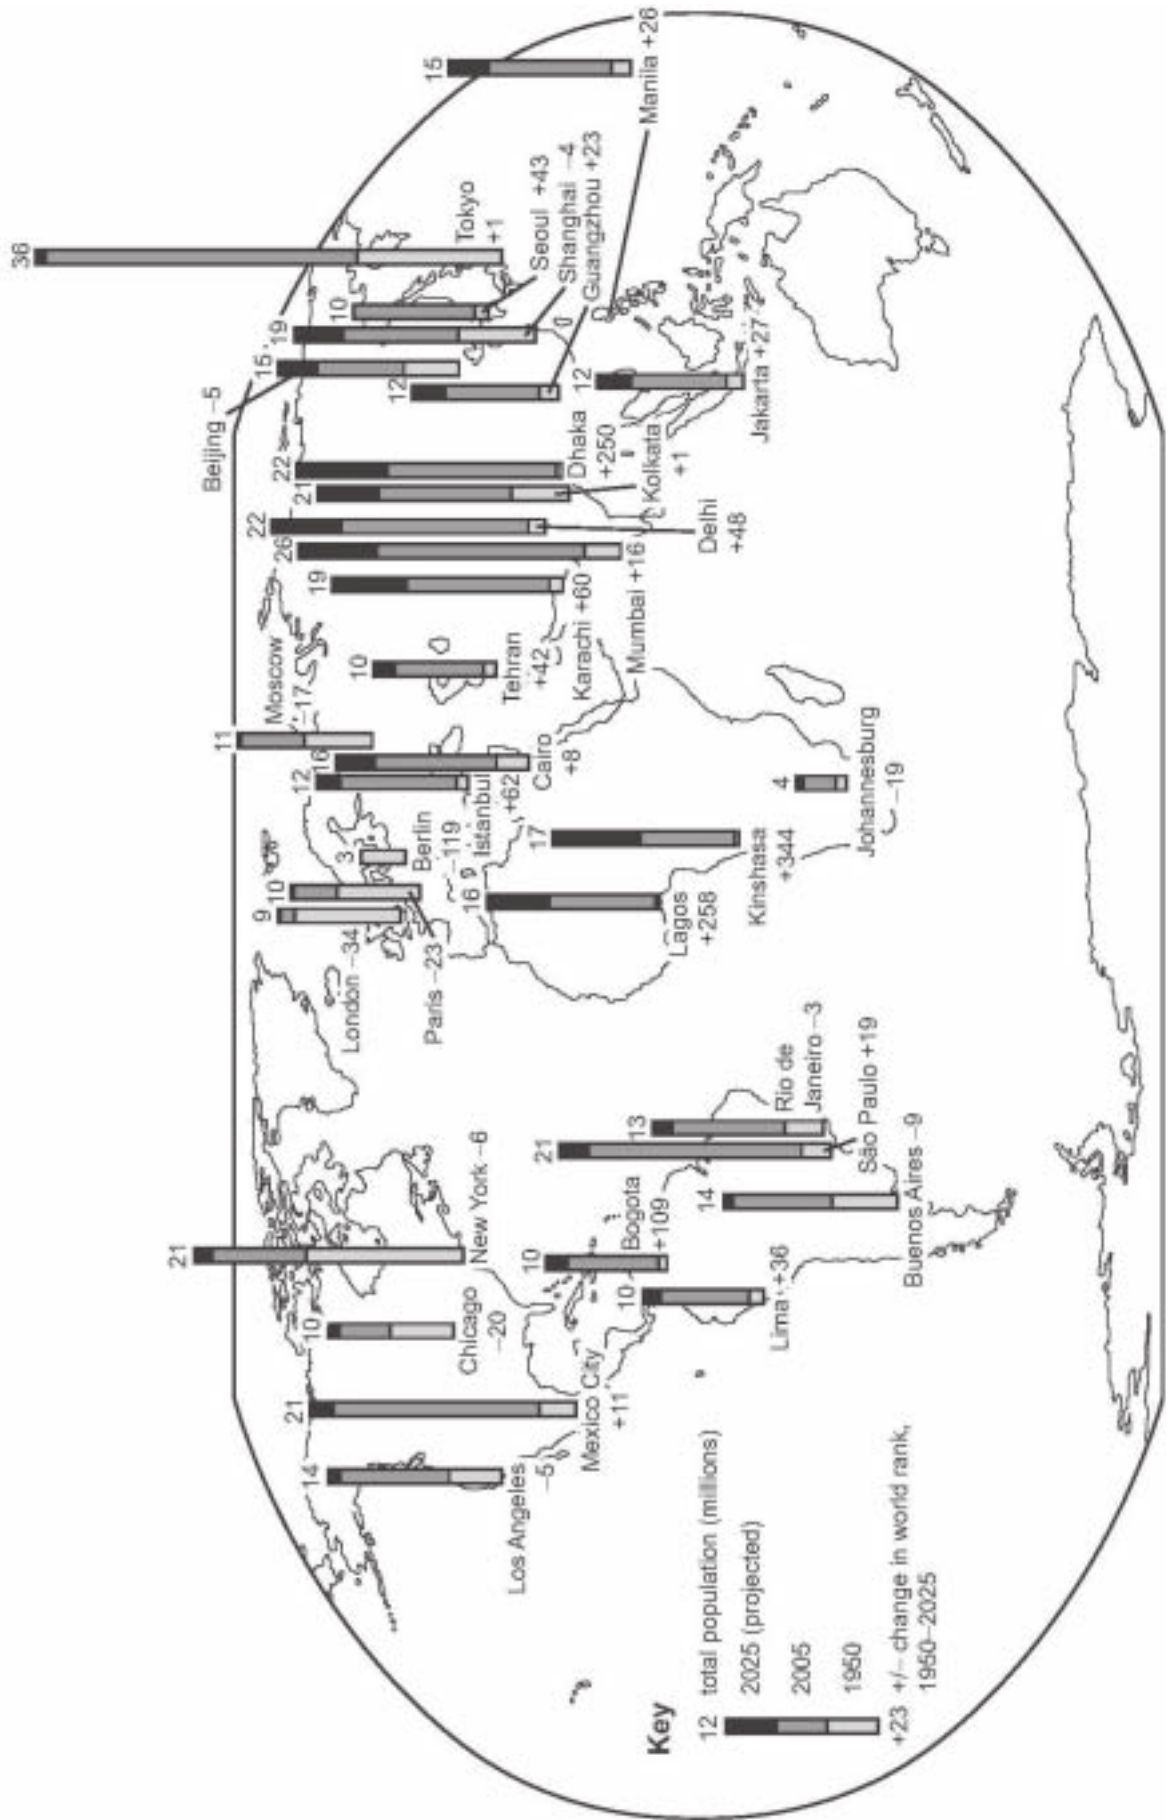 36
15
Manila +26
Tokyo
+1
10
Seoul +43
19
Shanghai –4
15
Beijing –5
12
Guangzhou +23
12
Jakarta +27
22
Dhaka
+250
21
Kolkata
+1
22
Delhi
+48
26
Mumbai +16
19
Karachi +60
10
Tehran
+42
11
Moscow
–17
16
Cairo
+8
12
Istanbul
+62
3
Berlin
–119
10
Paris –23
9
London –34
16
Lagos
+258
17
Kinshasa
+344
4
Johannesburg
–19
13
Rio de
Janeiro –3
21
São Paulo +19
14
Buenos Aires –9
21
New York –6
10
Bogota
+109
10
Lima +36
10
Chicago
–20
21
Mexico City
+11
14
Los Angeles
–5
Key
12 total population (millions)
2025 (projected)
2005
1950
+23 +/– change in world rank,
1950–2025